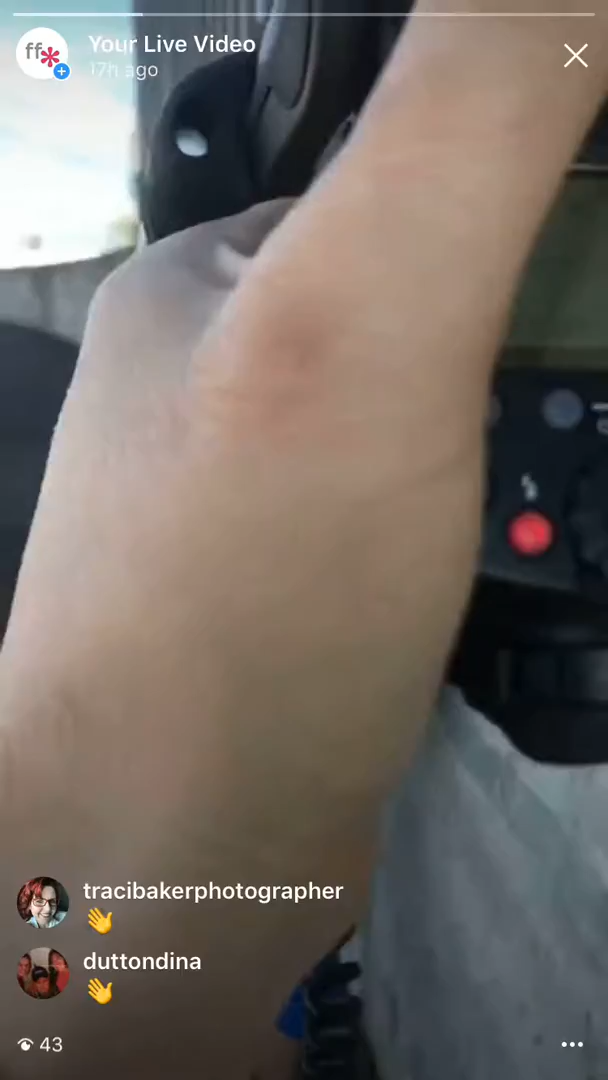 ff*
Your Live Video
17h ago
tracibakerphotographer
👋
duttondina
👋
43